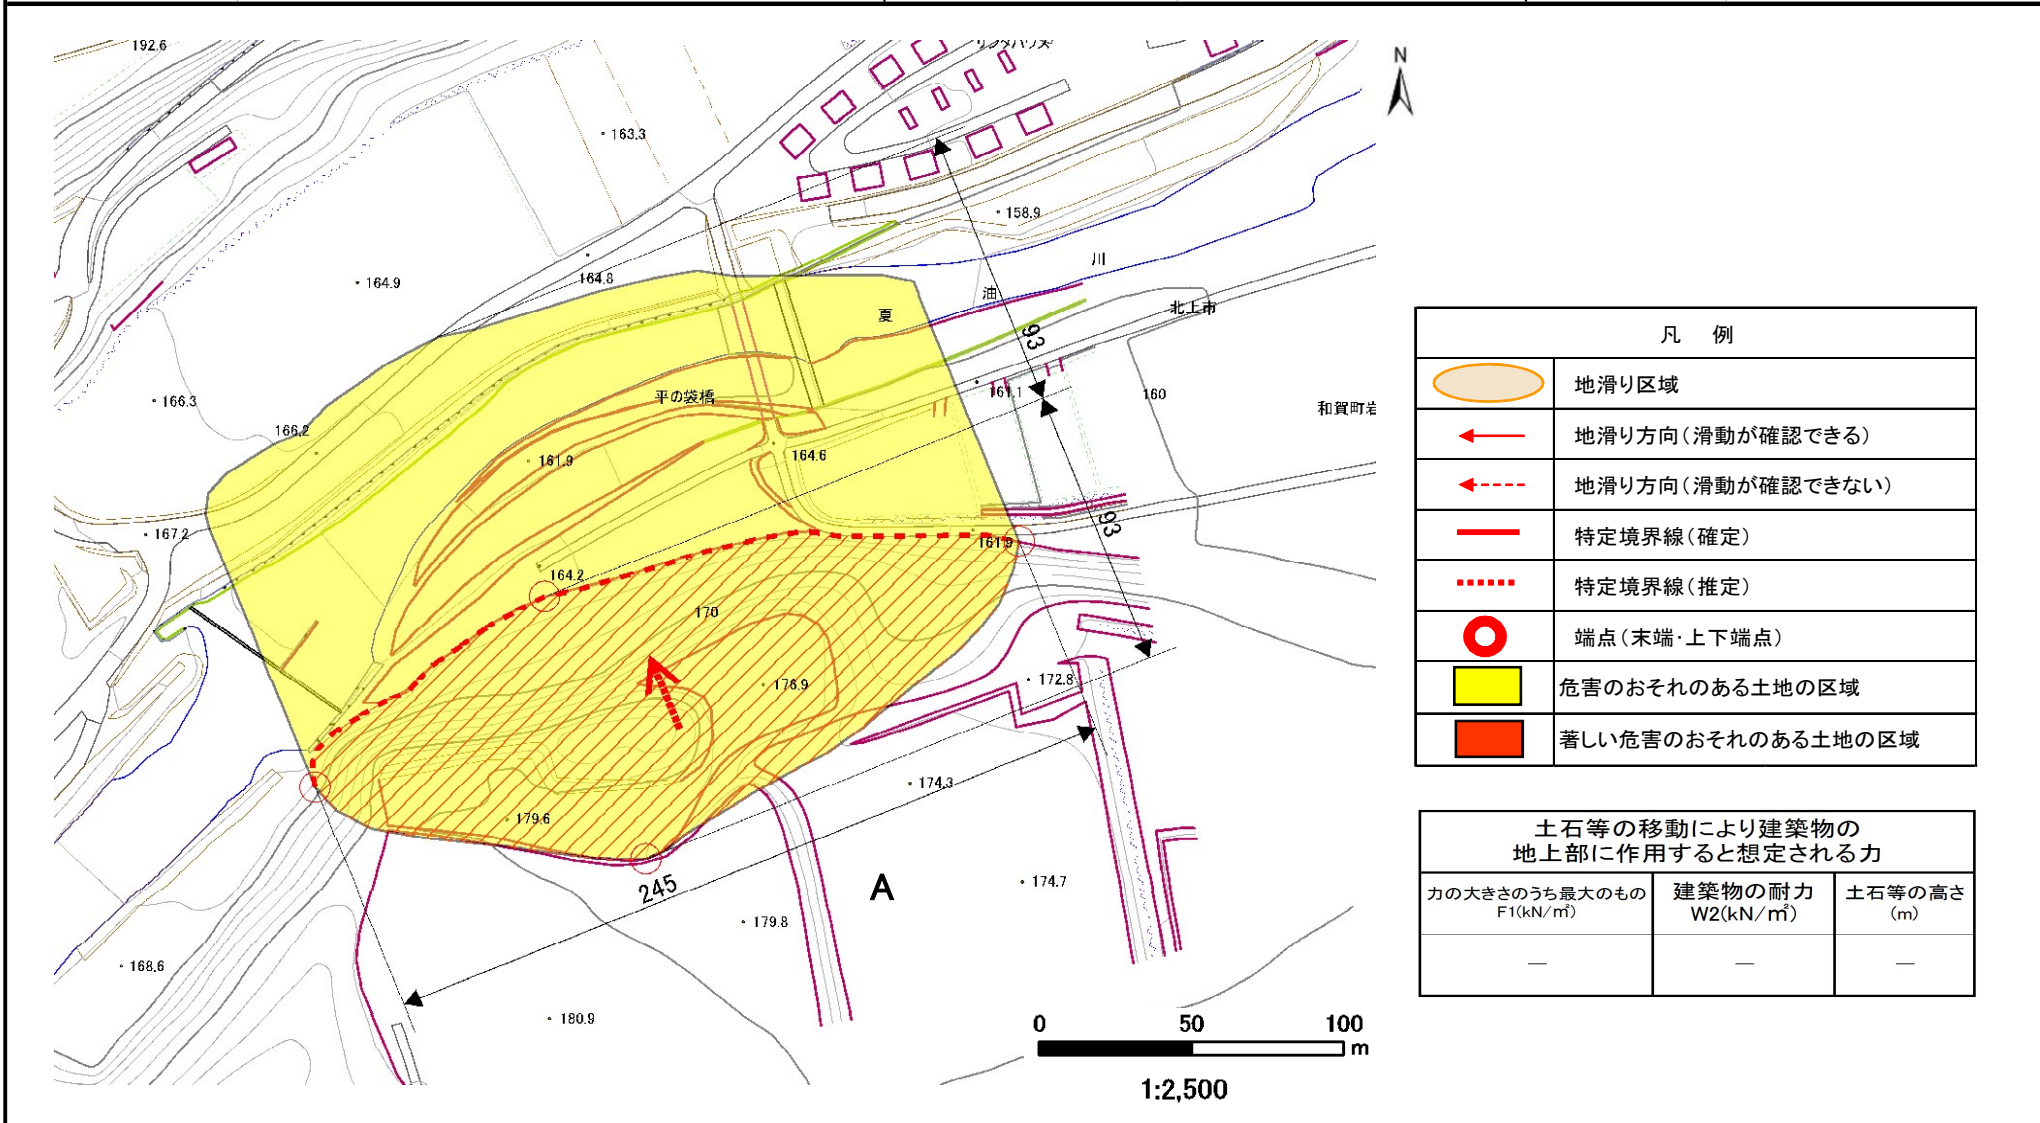 192.6
サンタハウス
N
163.3
158.9
164.9
164.8
川
油
北上市
夏
93
166.3
平の袋橋
161.1
160
和賀町岩
166.2
161.9
164.6
93
167.2
161.9
164.2
170
176.9
172.8
174.3
179.6
245
A
174.7
179.8
168.6
180.9
0 50 100
m
1:2,500
凡 例
地滑り区域
地滑り方向(滑動が確認できる)
地滑り方向(滑動が確認できない)
特定境界線(確定)
特定境界線(推定)
端点(末端・上下端点)
危害のおそれのある土地の区域
著しい危害のおそれのある土地の区域
土石等の移動により建築物の
地上部に作用すると想定される力
力の大きさのうち最大のもの
F1(kN/㎡)
建築物の耐力
W2(kN/㎡)
土石等の高さ
(m)
― ― ―